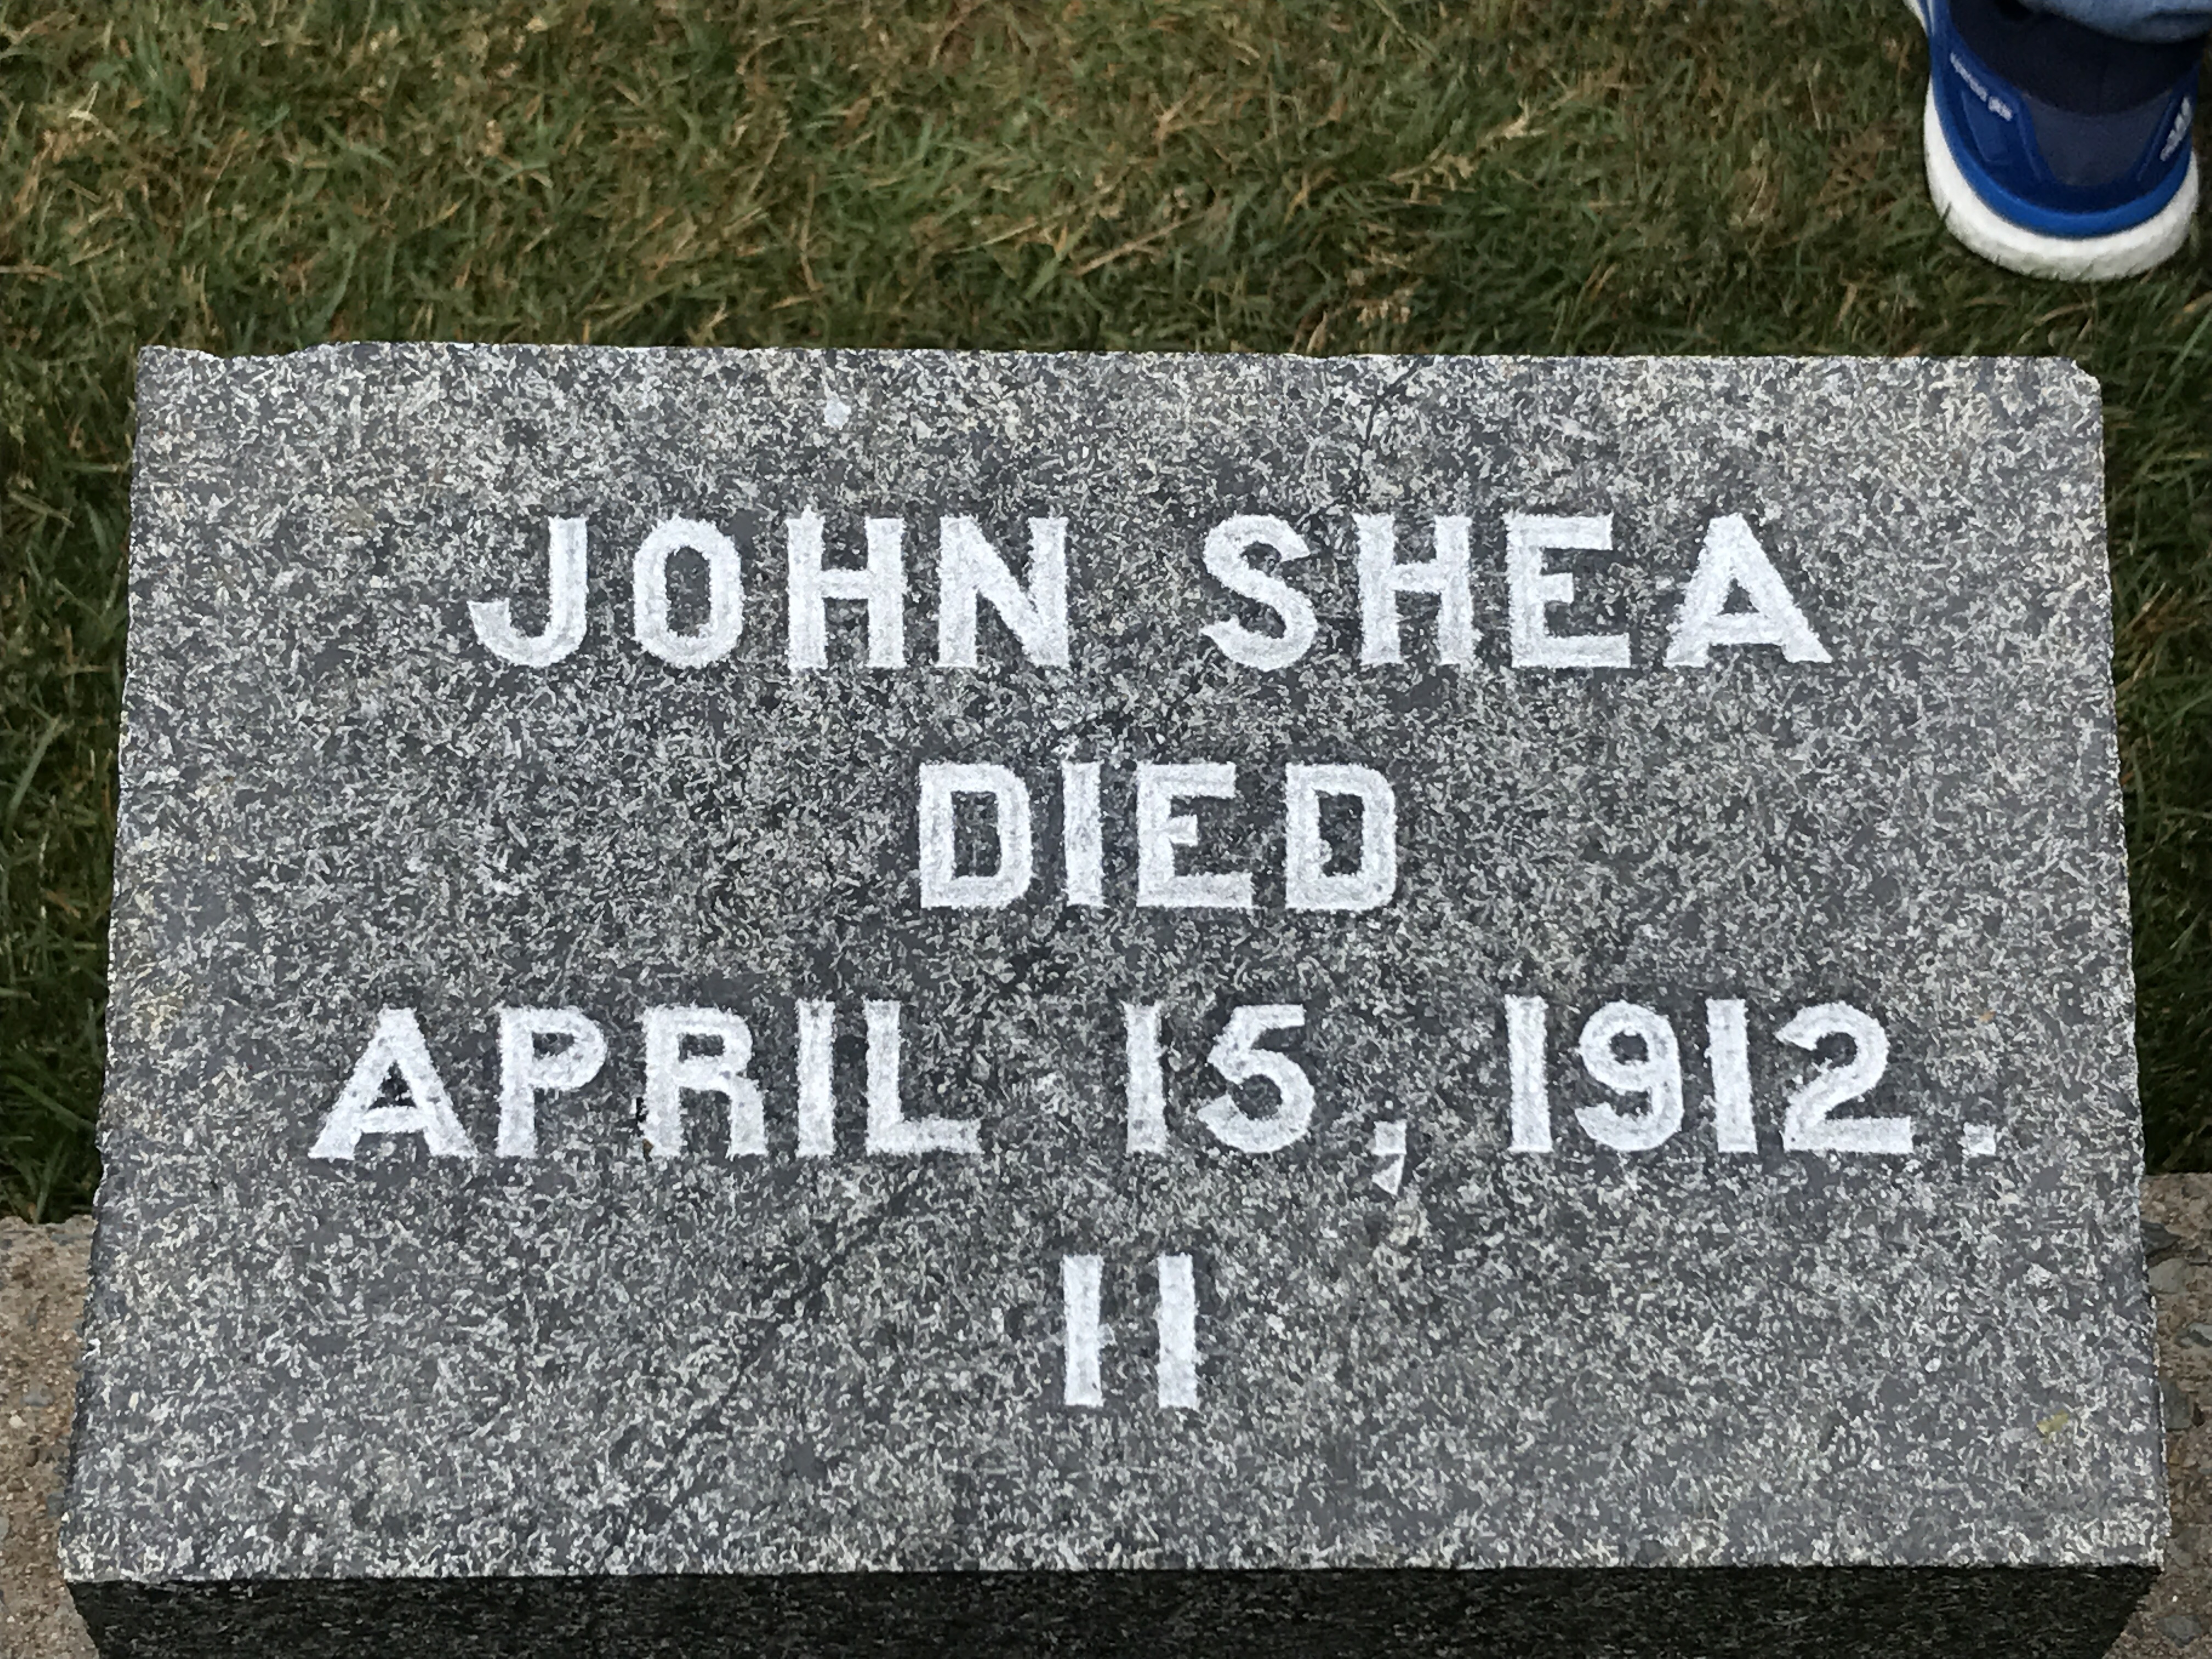 JOHN SHEA
DIED
APRIL 15, 1912.
11